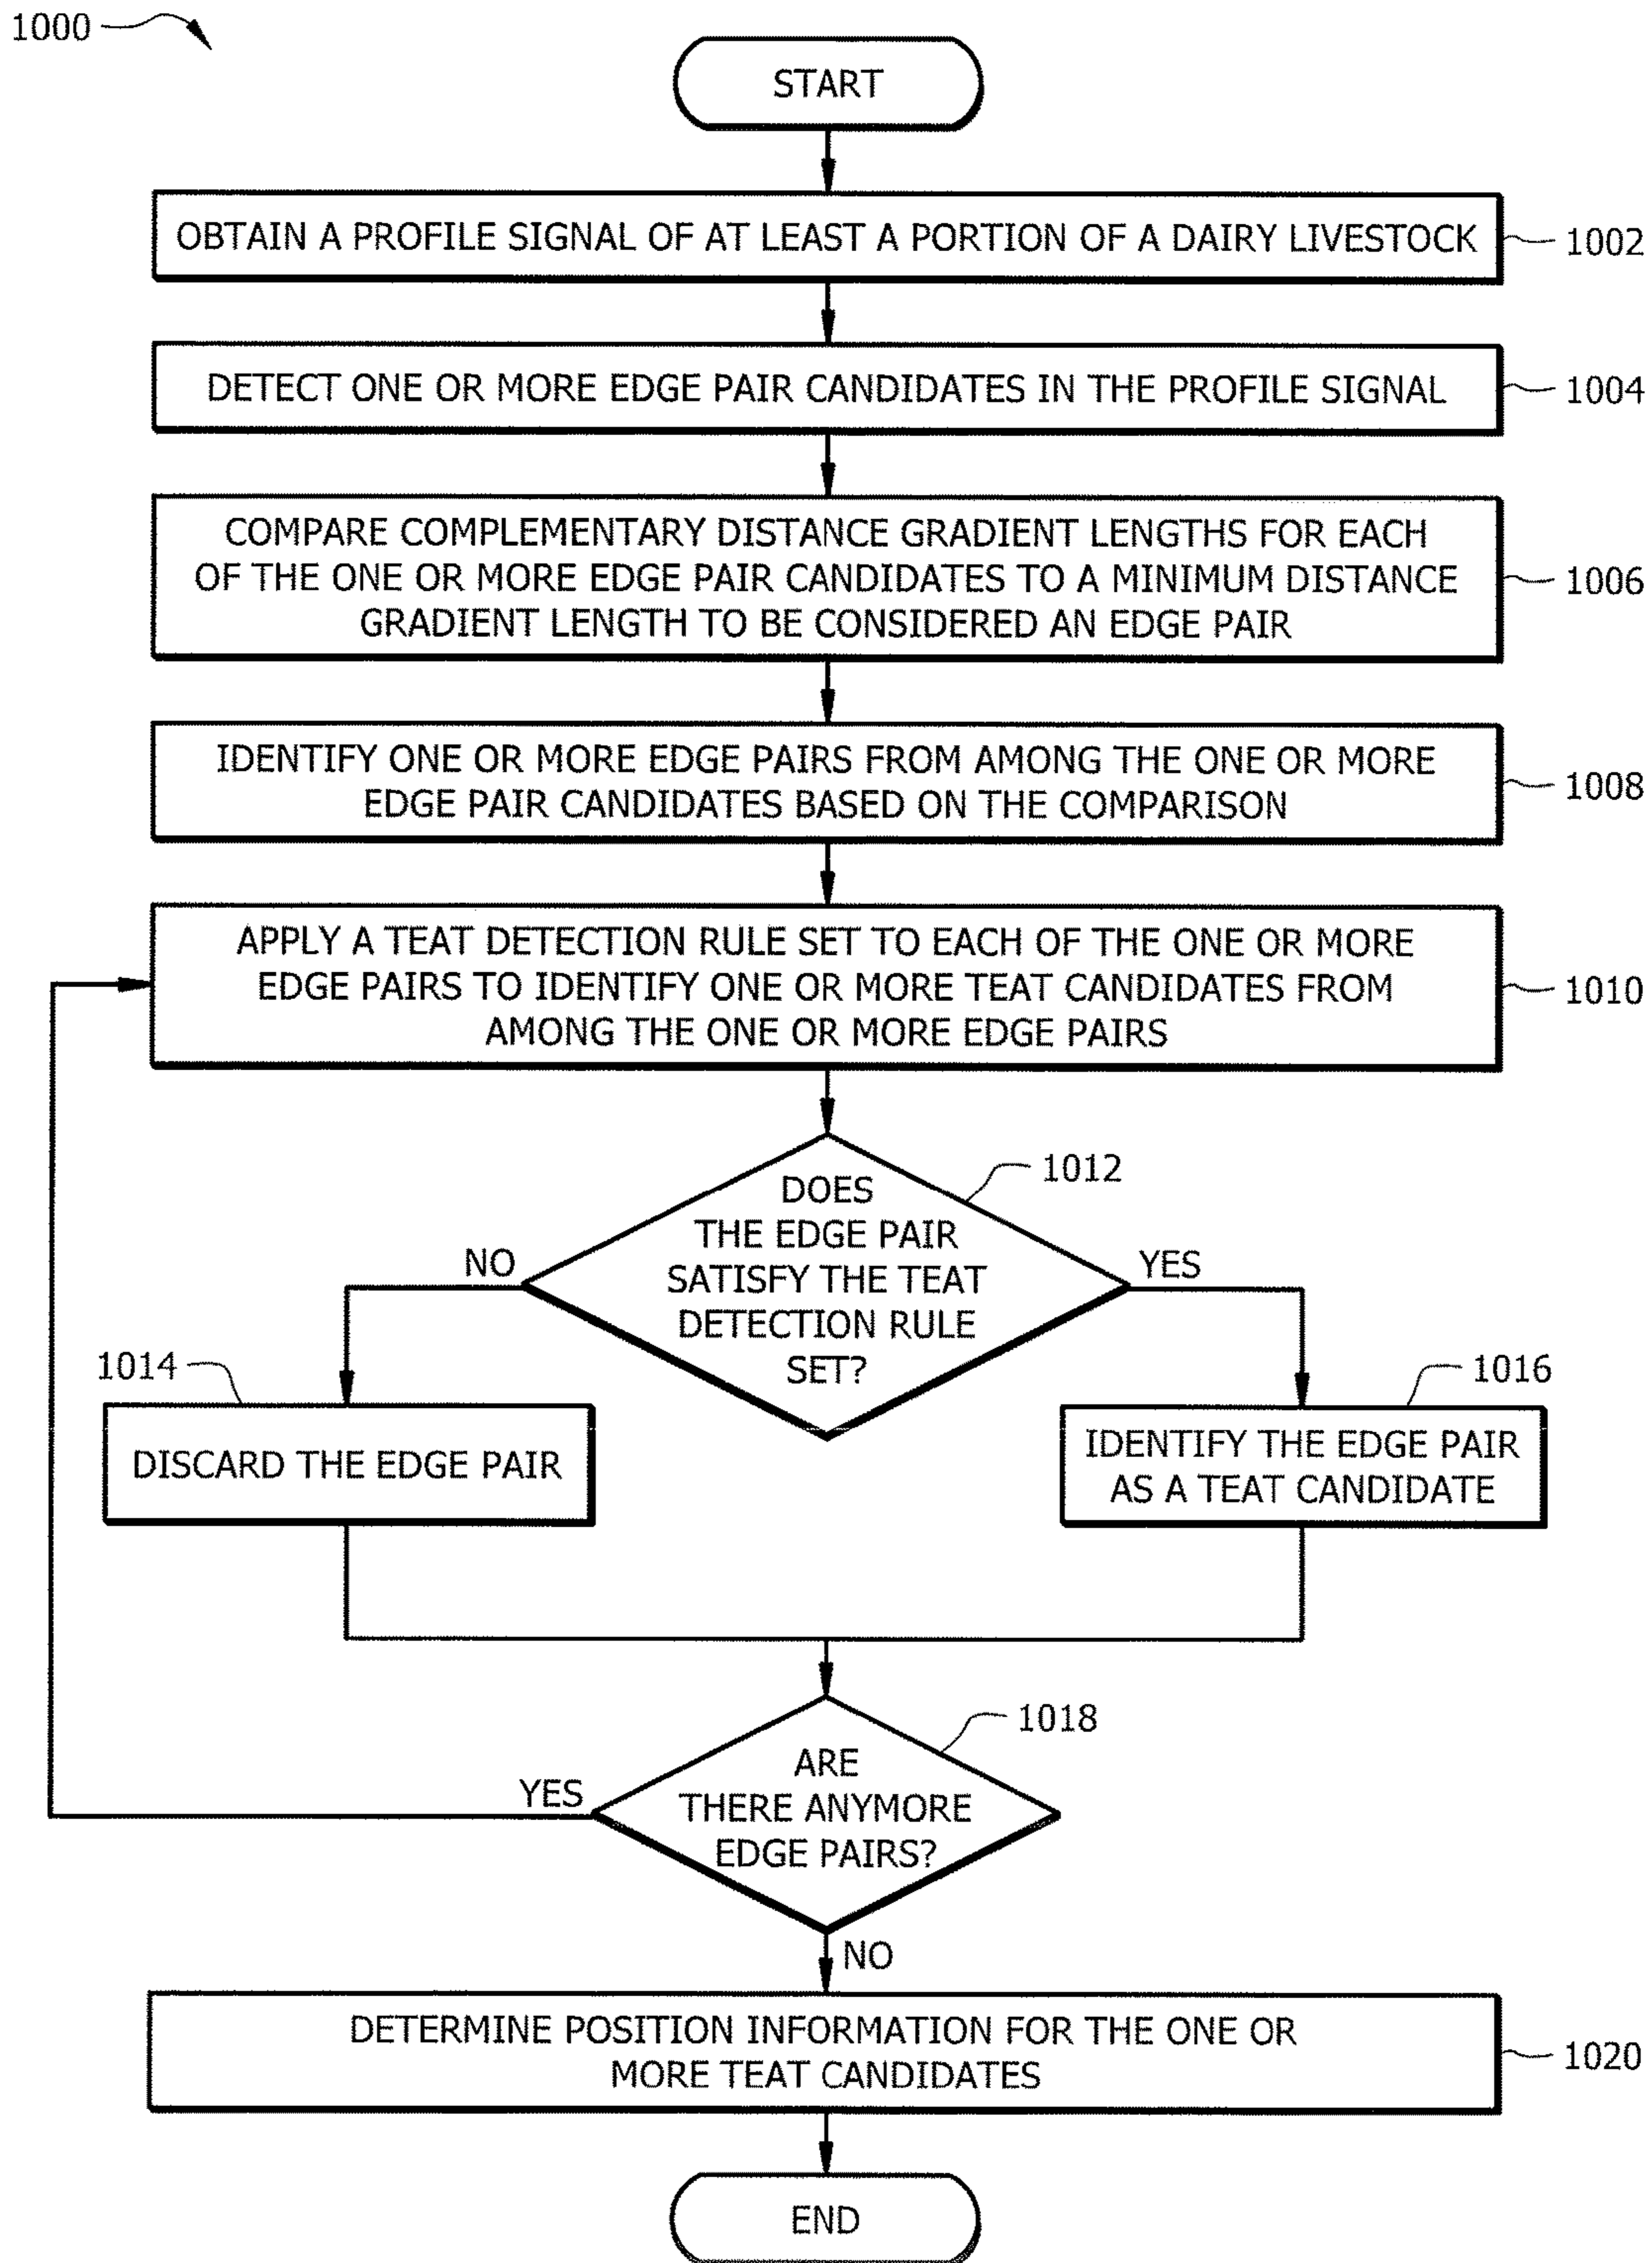 1000
START
OBTAIN A PROFILE SIGNAL OF AT LEAST A PORTION OF A DAIRY LIVESTOCK
1002
DETECT ONE OR MORE EDGE PAIR CANDIDATES IN THE PROFILE SIGNAL
1004
COMPARE COMPLEMENTARY DISTANCE GRADIENT LENGTHS FOR EACH
OF THE ONE OR MORE EDGE PAIR CANDIDATES TO A MINIMUM DISTANCE
GRADIENT LENGTH TO BE CONSIDERED AN EDGE PAIR
1006
IDENTIFY ONE OR MORE EDGE PAIRS FROM AMONG THE ONE OR MORE
EDGE PAIR CANDIDATES BASED ON THE COMPARISON
1008
APPLY A TEAT DETECTION RULE SET TO EACH OF THE ONE OR MORE
EDGE PAIRS TO IDENTIFY ONE OR MORE TEAT CANDIDATES FROM
AMONG THE ONE OR MORE EDGE PAIRS
1010
DOES
THE EDGE PAIR
SATISFY THE TEAT
DETECTION RULE
SET?
1012
NO
YES
1014
DISCARD THE EDGE PAIR
1016
IDENTIFY THE EDGE PAIR
AS A TEAT CANDIDATE
ARE
THERE ANYMORE
EDGE PAIRS?
1018
YES
NO
DETERMINE POSITION INFORMATION FOR THE ONE OR
MORE TEAT CANDIDATES
1020
END